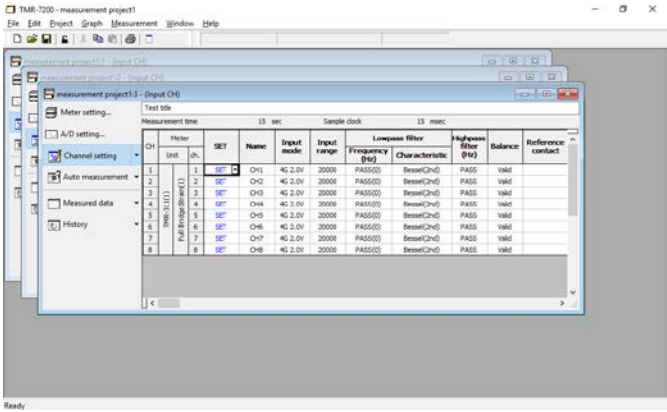 TMR-7200 - measurement project1
File Edit Project Graph Measurement Window Help
measurement project1:1 - (Input CH)
measurement project1:2 - (Input CH)
measurement project1:3 - (Input CH)
Meter setting...
A/D setting...
Channel setting
Auto measurement
Measured data
History
Test title
Measurement time 15 sec Sample clock 15 msec
CH Meter SET Name Input mode Input range Lowpass filter Highpass filter (Hz) Balance Reference contact
Unit ch. Frequency (Hz) Characteristic
TMR-311(1)
Full Bridge Strain(1)
1 1 SET CH1 4G 2.0V 20000 PASS(0) Bessel(2nd) PASS Valid
2 2 SET CH2 4G 2.0V 20000 PASS(0) Bessel(2nd) PASS Valid
3 3 SET CH3 4G 2.0V 20000 PASS(0) Bessel(2nd) PASS Valid
4 4 SET CH4 4G 2.0V 20000 PASS(0) Bessel(2nd) PASS Valid
5 5 SET CH5 4G 2.0V 20000 PASS(0) Bessel(2nd) PASS Valid
6 6 SET CH6 4G 2.0V 20000 PASS(0) Bessel(2nd) PASS Valid
7 7 SET CH7 4G 2.0V 20000 PASS(0) Bessel(2nd) PASS Valid
8 8 SET CH8 4G 2.0V 20000 PASS(0) Bessel(2nd) PASS Valid
Ready